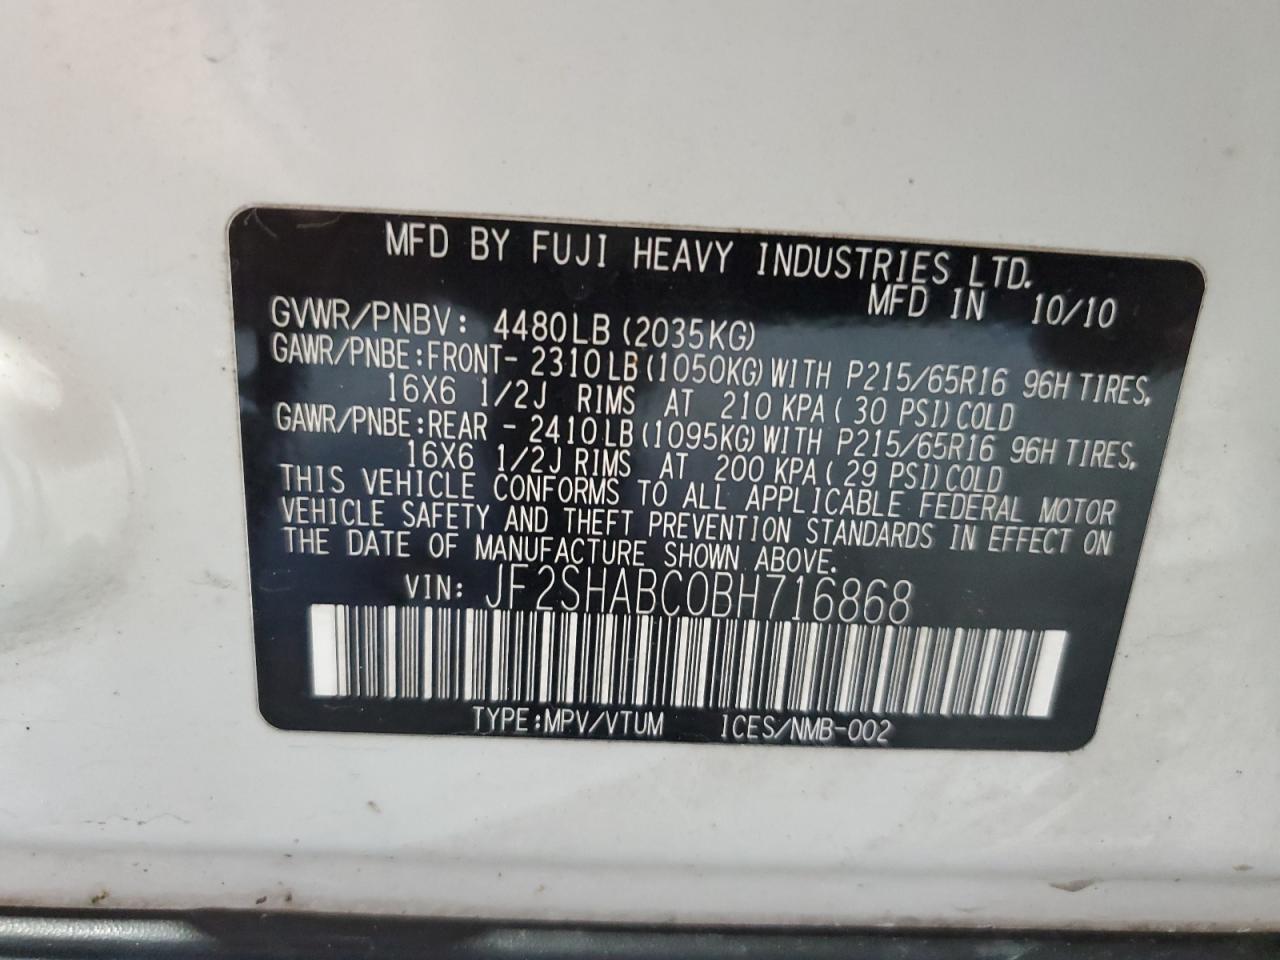 MFD BY FUJI HEAVY INDUSTRIES LTD.
MFD IN 10/10
GVWR/PNBV: 4480LB (2035KG)
GAWR/PNBE:FRONT- 2310LB (1050KG) WITH P215/65R16 96H TIRES,
16X6 1/2J RIMS AT 210 KPA ( 30 PSI) COLD
GAWR/PNBE:REAR - 2410LB (1095KG) WITH P215/65R16 96H TIRES,
16X6 1/2J RIMS AT 200 KPA ( 29 PSI) COLD
THIS VEHICLE CONFORMS TO ALL APPLICABLE FEDERAL MOTOR
VEHICLE SAFETY AND THEFT PREVENTION STANDARDS IN EFFECT ON
THE DATE OF MANUFACTURE SHOWN ABOVE.
VIN: JF2SHABC0BH716868
TYPE:MPV/VTUM ICES/NMB-002